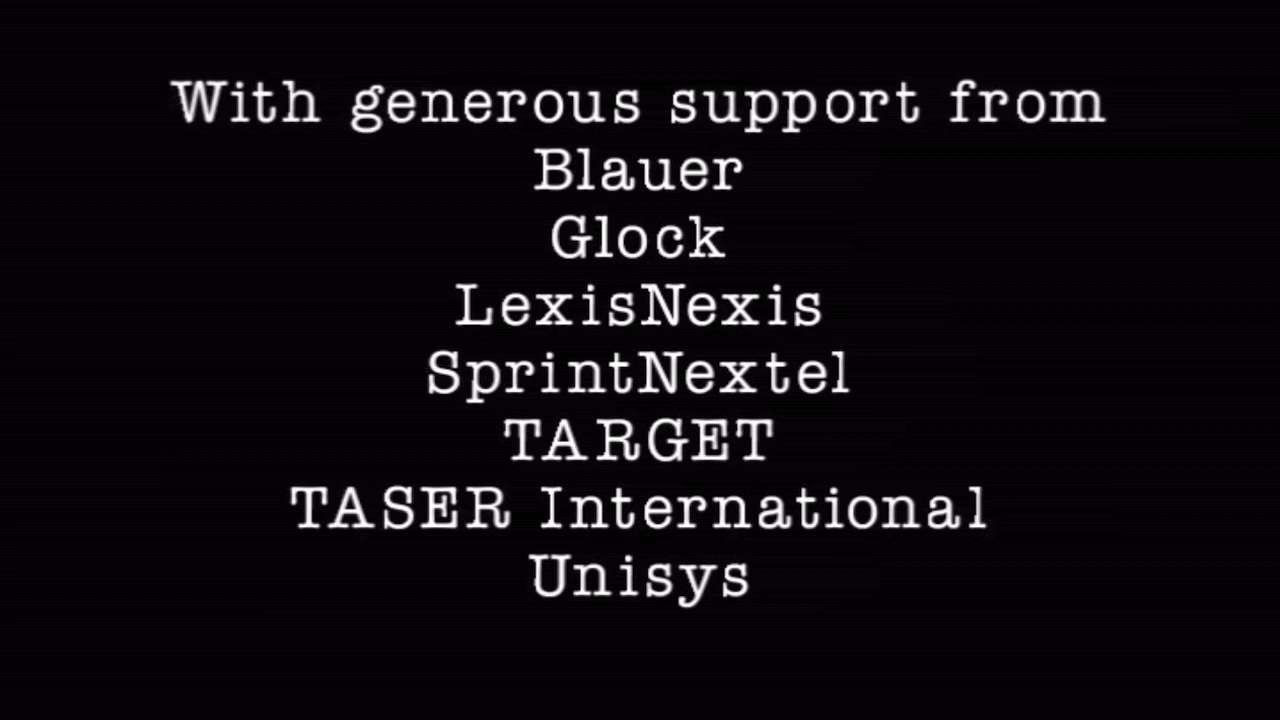 With generous support from
Blauer
Glock
LexisNexis
SprintNextel
TARGET
TASER International
Unisys